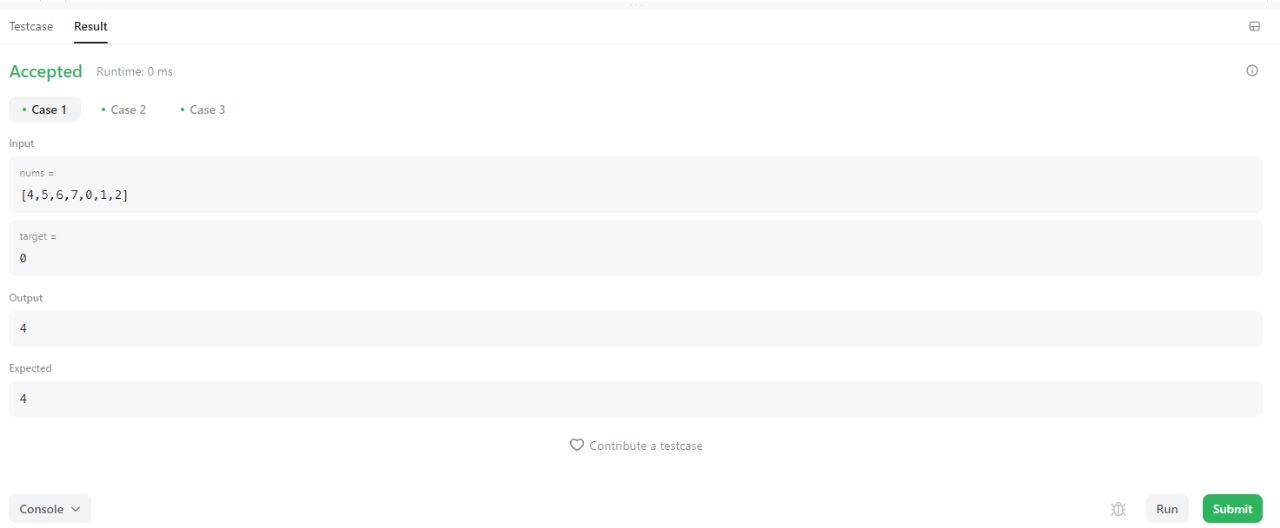 Testcase Result
Accepted Runtime: 0 ms
• Case 1 • Case 2 • Case 3
Input
nums =
[4,5,6,7,0,1,2]
target =
0
Output
4
Expected
4
Contribute a testcase
Console Run Submit